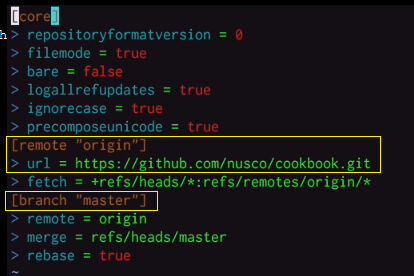 [core]
h
> repositoryformatversion = 0
> filemode = true
> bare = false
> logallrefupdates = true
> ignorecase = true
> precomposeunicode = true
[remote "origin"]
> url = https://github.com/nusco/cookbook.git
> fetch = +refs/heads/*:refs/remotes/origin/*
[branch "master"]
> remote = origin
> merge = refs/heads/master
> rebase = true
~